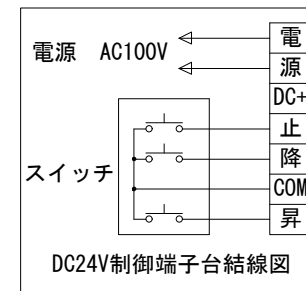 電源 AC100V
電
源
DC+
止
降
COM
昇
スイッチ
DC24V制御端子台結線図